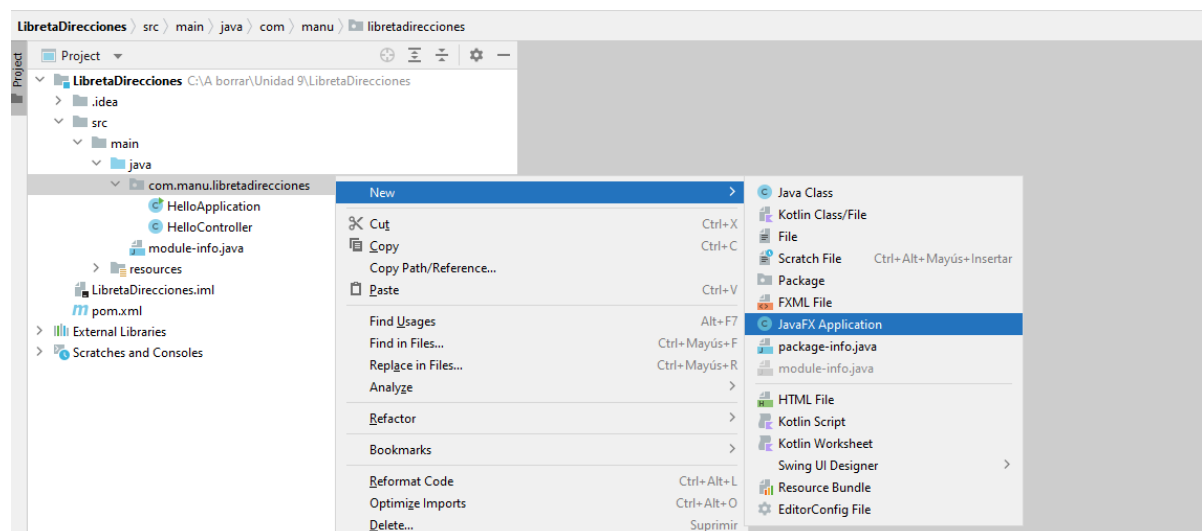 LibretaDirecciones > src > main > java > com > manu > libretadirecciones
Project
Project
LibretaDirecciones C:\A borrar\Unidad 9\LibretaDirecciones
.idea
src
main
java
com.manu.libretadirecciones
HelloApplication
HelloController
module-info.java
resources
LibretaDirecciones.iml
pom.xml
External Libraries
Scratches and Consoles
New
Cut Ctrl+X
Copy Ctrl+C
Copy Path/Reference...
Paste Ctrl+V
Find Usages Alt+F7
Find in Files... Ctrl+Mayús+F
Replace in Files... Ctrl+Mayús+R
Analyze
Refactor
Bookmarks
Reformat Code Ctrl+Alt+L
Optimize Imports Ctrl+Alt+O
Delete... Suprimir
Java Class
Kotlin Class/File
File
Scratch File Ctrl+Alt+Mayús+Insertar
Package
FXML File
JavaFX Application
package-info.java
module-info.java
HTML File
Kotlin Script
Kotlin Worksheet
Swing UI Designer
Resource Bundle
EditorConfig File